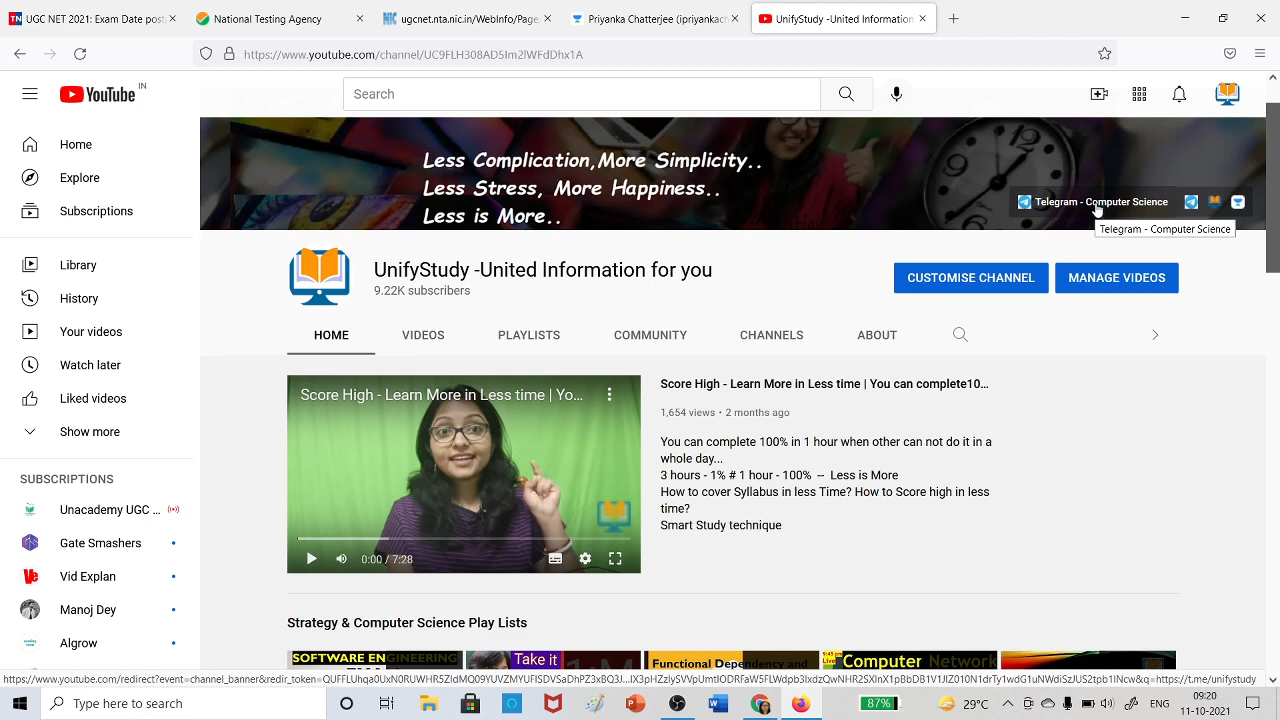 UGC NET 2021: Exam Date post
National Testing Agency
ugcnet.nta.nic.in/WebInfo/Page/
Priyanka Chatterjee (ipriyankach
UnifyStudy -United Information
https://www.youtube.com/channel/UC9FLH308AD5Im2lWFdDhx1A
YouTube IN
Search
Less Complication,More Simplicity..
Less Stress, More Happiness..
Less is More..
Telegram - Computer Science
Telegram - Computer Science
Home
Explore
Subscriptions
Library
History
Your videos
Watch later
Liked videos
Show more
SUBSCRIPTIONS
Unacademy UGC ...
Gate Smashers
Vid Explan
Manoj Dey
Algrow
UnifyStudy -United Information for you
9.22K subscribers
CUSTOMISE CHANNEL
MANAGE VIDEOS
HOME VIDEOS PLAYLISTS COMMUNITY CHANNELS ABOUT
Score High - Learn More in Less time | Yo...
0:00 / 7:28
Score High - Learn More in Less time | You can complete10...
1,654 views • 2 months ago
You can complete 100% in 1 hour when other can not do it in a
whole day...
3 hours - 1% # 1 hour - 100% -- Less is More
How to cover Syllabus in less Time? How to Score high in less
time?
Smart Study technique
Strategy & Computer Science Play Lists
SOFTWARE ENGINEERING
Take it
Functional Dependency and
9:45 pm
Live
Computer Network
Type here to search
87%
29°C
ENG
09:20
11-10-2021